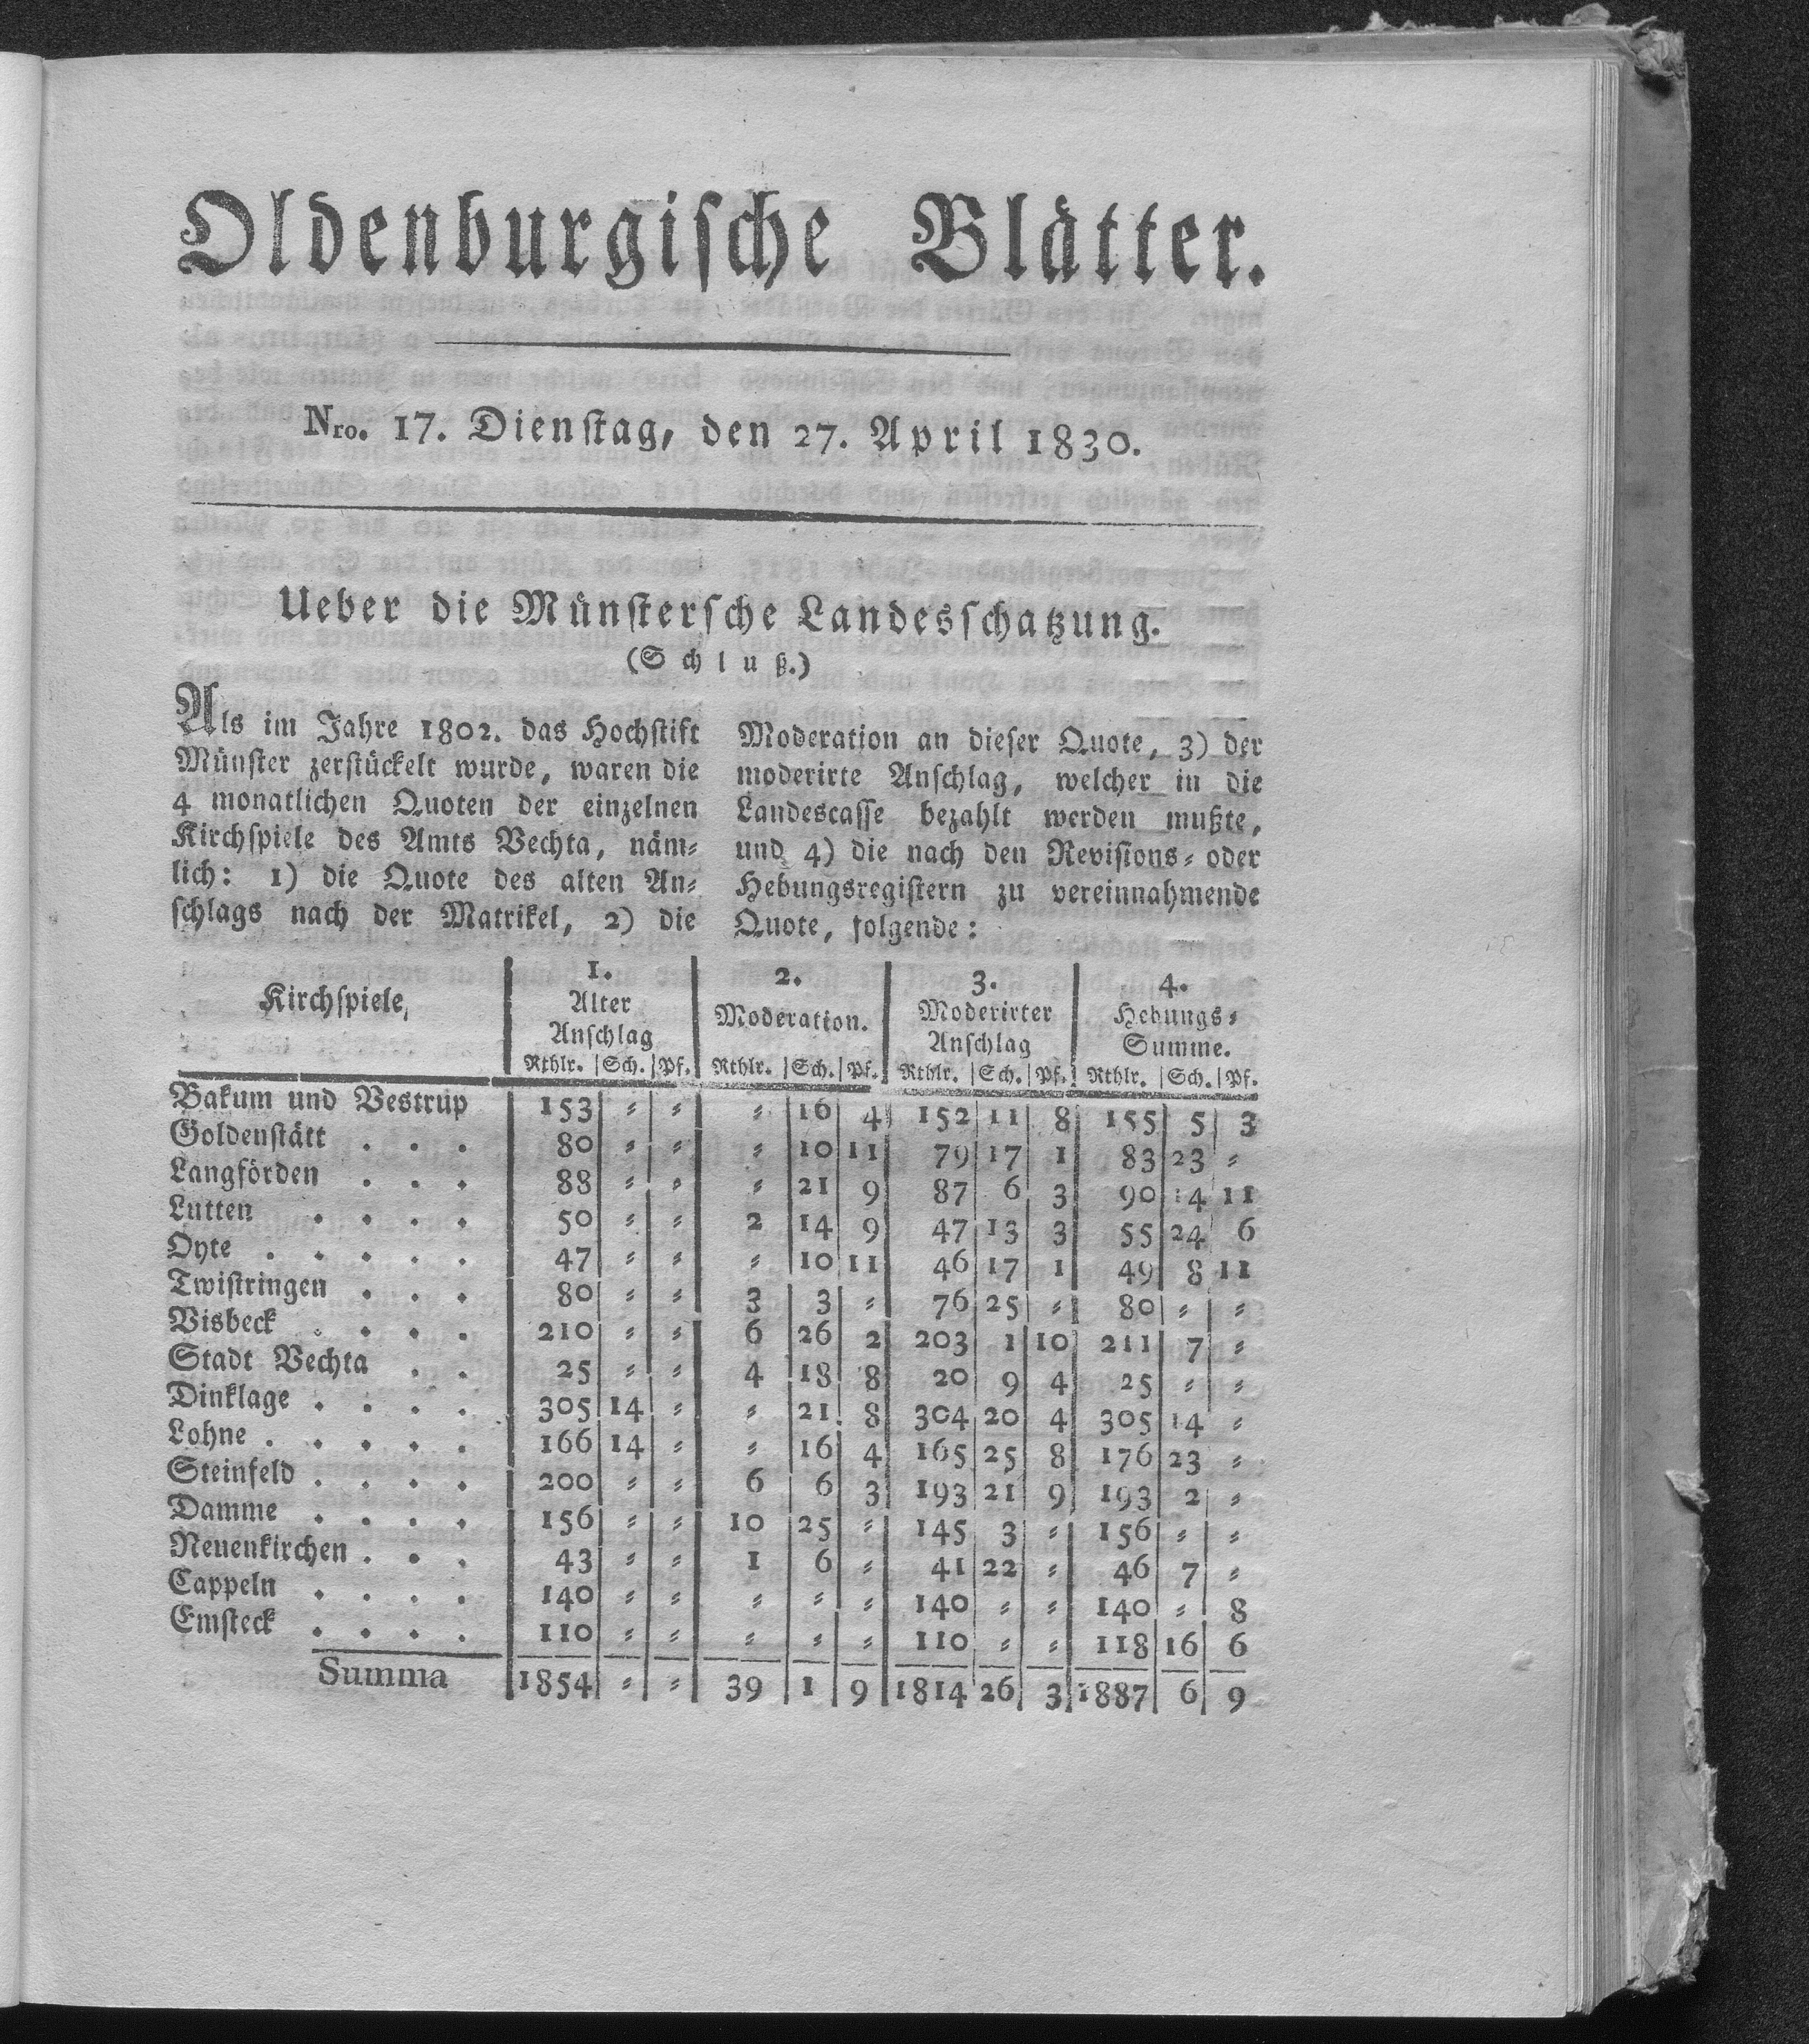 Oldenburgische Blätter.
Nro. 17. Dienstag, den 27. April 1830.
Ueber die Münstersche Landesschatzung.
(Schluß.)
Als im Jahre 1802. das Hochstift
Münster zerstückelt wurde, waren die
4 monatlichen Quoten der einzelnen
Kirchspiele des Amts Vechta, näm⸗
lich: 1) die Quote des alten An⸗
schlags nach der Matrikel, 2) die
Moderation an dieser Quote, 3) der
moderirte Anschlag, welcher in die
Landescasse bezahlt werden mußte,
und 4) die nach den Revisions⸗ oder
Hebungsregistern zu vereinnahmende
Quote, folgende:
Kirchspiele, | 1. Alter Anschlag | 2. Moderation. | 3. Moderirter Anschlag | 4. Hebungs⸗ Summe.
Rthlr. | Sch. | Pf. | Rthlr. | Sch. | Pf. | Rthlr. | Sch. | Pf. | Rthlr. | Sch. | Pf.
Bakum und Vestrup | 153 | ⸗ | ⸗ | ⸗ | 16 | 4 | 152 | 11 | 8 | 155 | 5 | 3
Goldenstätt . . . | 80 | ⸗ | ⸗ | ⸗ | 10 | 11 | 79 | 17 | 1 | 83 | 23 | ⸗
Langförden . . . | 88 | ⸗ | ⸗ | ⸗ | 21 | 9 | 87 | 6 | 3 | 90 | 14 | 11
Lutten . . . . | 50 | ⸗ | ⸗ | 2 | 14 | 9 | 47 | 13 | 3 | 55 | 24 | 6
Oyte . . . . . | 47 | ⸗ | ⸗ | ⸗ | 10 | 11 | 46 | 17 | 1 | 49 | 8 | 11
Twistringen . . . | 80 | ⸗ | ⸗ | 3 | 3 | ⸗ | 76 | 25 | ⸗ | 80 | ⸗ | ⸗
Visbeck . . . . | 210 | ⸗ | ⸗ | 6 | 26 | 2 | 203 | 1 | 10 | 211 | 7 | ⸗
Stadt Vechta . . | 25 | ⸗ | ⸗ | 4 | 18 | 8 | 20 | 9 | 4 | 25 | ⸗ | ⸗
Dinklage . . . . | 305 | 14 | ⸗ | ⸗ | 21 | 8 | 304 | 20 | 4 | 305 | 14 | ⸗
Lohne . . . . . | 166 | 14 | ⸗ | ⸗ | 16 | 4 | 165 | 25 | 8 | 176 | 23 | ⸗
Steinfeld . . . . | 200 | ⸗ | ⸗ | 6 | 6 | 3 | 193 | 21 | 9 | 193 | 2 | ⸗
Damme . . . . | 156 | ⸗ | ⸗ | 10 | 25 | ⸗ | 145 | 3 | ⸗ | 156 | ⸗ | ⸗
Neuenkirchen . . . | 43 | ⸗ | ⸗ | 1 | 6 | ⸗ | 41 | 22 | ⸗ | 46 | 7 | ⸗
Cappeln . . . . | 140 | ⸗ | ⸗ | ⸗ | ⸗ | ⸗ | 140 | ⸗ | ⸗ | 140 | ⸗ | 8
Emsteck . . . . | 110 | ⸗ | ⸗ | ⸗ | ⸗ | ⸗ | 110 | ⸗ | ⸗ | 118 | 16 | 6
Summa | 1854 | ⸗ | ⸗ | 39 | 1 | 9 | 1814 | 26 | 3 | 1887 | 6 | 9